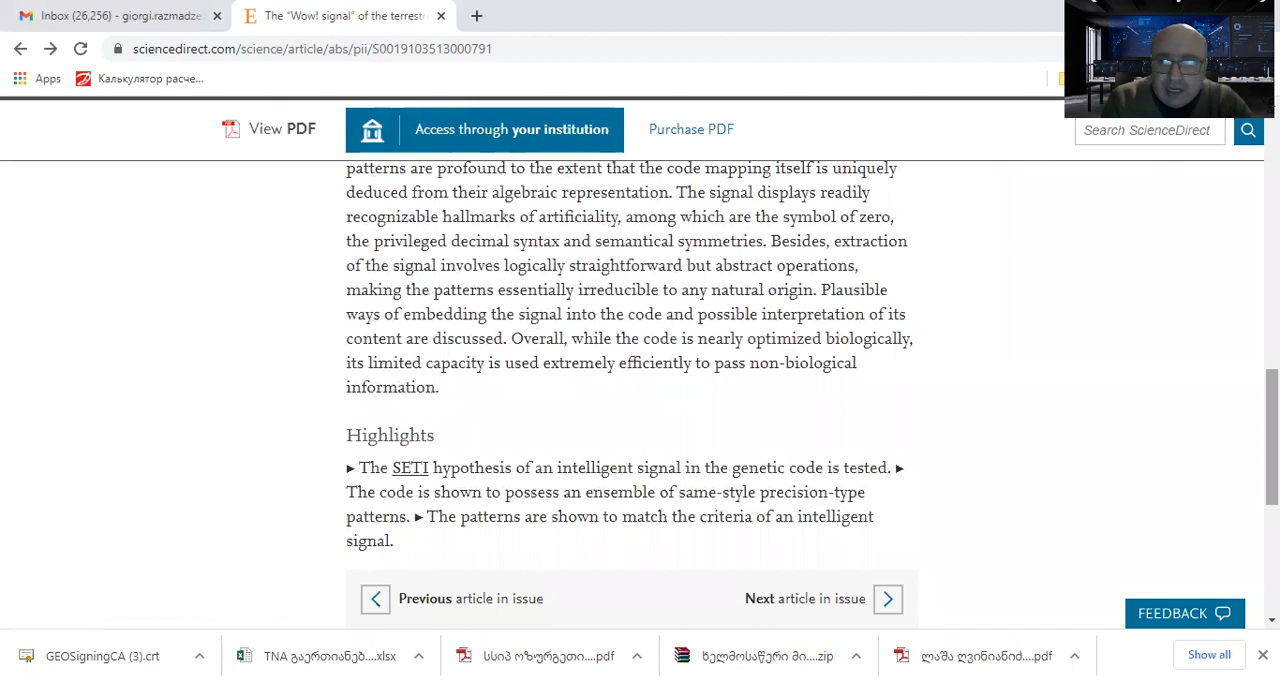 Inbox (26,256) - giorgi.razmadze
The "Wow! signal" of the terrestr
sciencedirect.com/science/article/abs/pii/S0019103513000791
Apps
Калькулятор расче...
View PDF
Access through your institution
Purchase PDF
Search ScienceDirect
patterns are profound to the extent that the code mapping itself is uniquely
deduced from their algebraic representation. The signal displays readily
recognizable hallmarks of artificiality, among which are the symbol of zero,
the privileged decimal syntax and semantical symmetries. Besides, extraction
of the signal involves logically straightforward but abstract operations,
making the patterns essentially irreducible to any natural origin. Plausible
ways of embedding the signal into the code and possible interpretation of its
content are discussed. Overall, while the code is nearly optimized biologically,
its limited capacity is used extremely efficiently to pass non-biological
information.
Highlights
▸ The SETI hypothesis of an intelligent signal in the genetic code is tested. ▸
The code is shown to possess an ensemble of same-style precision-type
patterns. ▸ The patterns are shown to match the criteria of an intelligent
signal.
Previous article in issue
Next article in issue
FEEDBACK
GEOSigningCA (3).crt
TNA გაერთიანებ....xlsx
სსიპ ოზურგეთი....pdf
ხელმოსაწერი მი....zip
ლაშა ღვინიანიძ....pdf
Show all